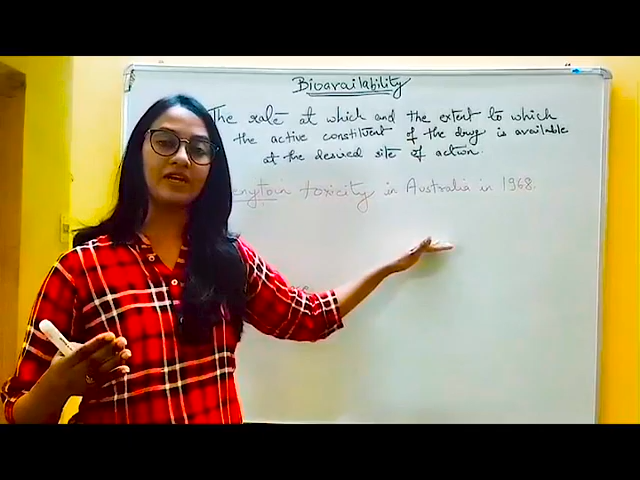 Bioavailability
The rate at which and the extent to which
the active constituent of the drug is available
at the desired site of action.
toxicity in Australia in 1968.